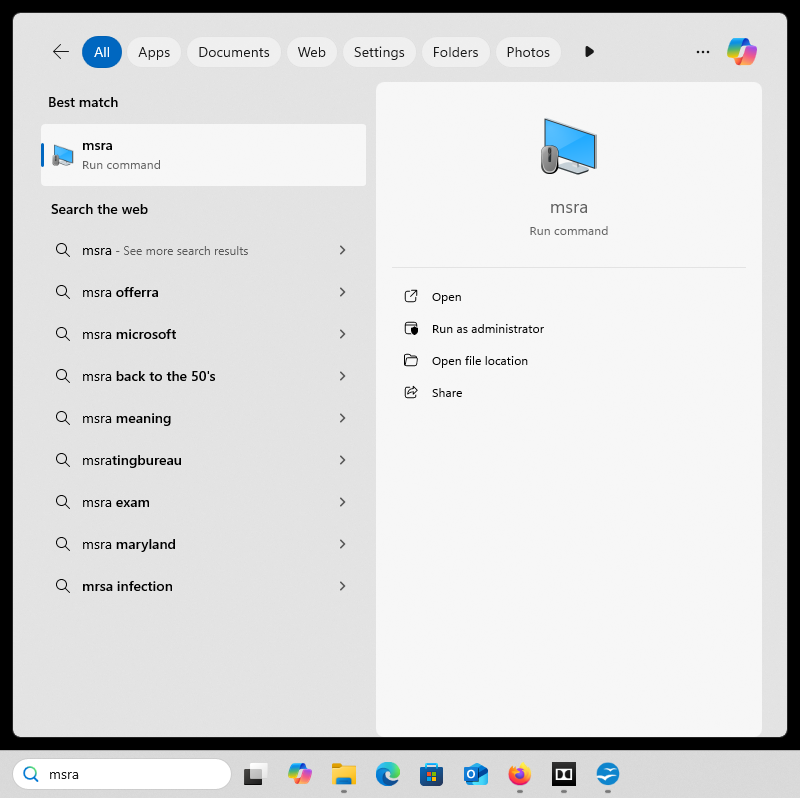 All
Apps
Documents
Web
Settings
Folders
Photos
Best match
msra
Run command
Search the web
msra - See more search results
msra offerra
msra microsoft
msra back to the 50's
msra meaning
msratingbureau
msra exam
msra maryland
mrsa infection
msra
Run command
Open
Run as administrator
Open file location
Share
msra